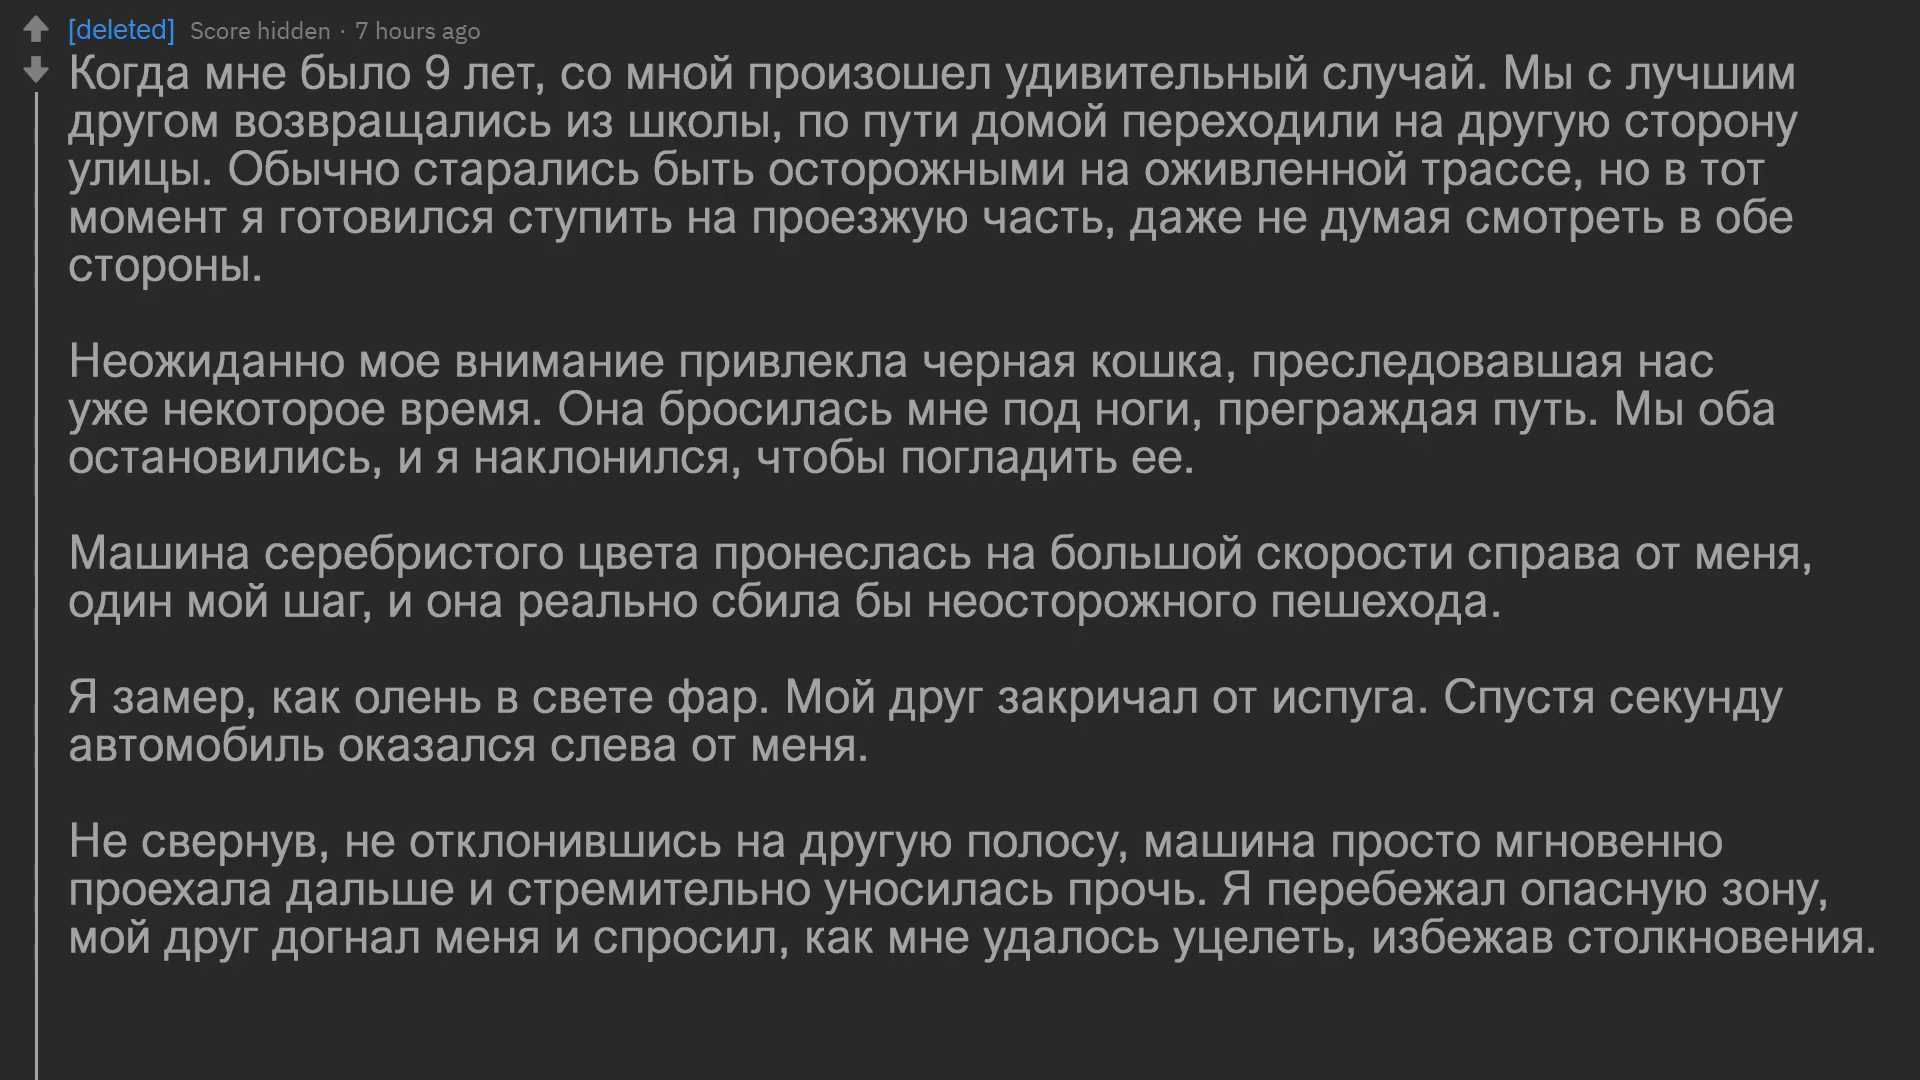 [deleted] Score hidden · 7 hours ago
Когда мне было 9 лет, со мной произошел удивительный случай. Мы с лучшим
другом возвращались из школы, по пути домой переходили на другую сторону
улицы. Обычно старались быть осторожными на оживленной трассе, но в тот
момент я готовился ступить на проезжую часть, даже не думая смотреть в обе
стороны.
Неожиданно мое внимание привлекла черная кошка, преследовавшая нас
уже некоторое время. Она бросилась мне под ноги, преграждая путь. Мы оба
остановились, и я наклонился, чтобы погладить ее.
Машина серебристого цвета пронеслась на большой скорости справа от меня,
один мой шаг, и она реально сбила бы неосторожного пешехода.
Я замер, как олень в свете фар. Мой друг закричал от испуга. Спустя секунду
автомобиль оказался слева от меня.
Не свернув, не отклонившись на другую полосу, машина просто мгновенно
проехала дальше и стремительно уносилась прочь. Я перебежал опасную зону,
мой друг догнал меня и спросил, как мне удалось уцелеть, избежав столкновения.